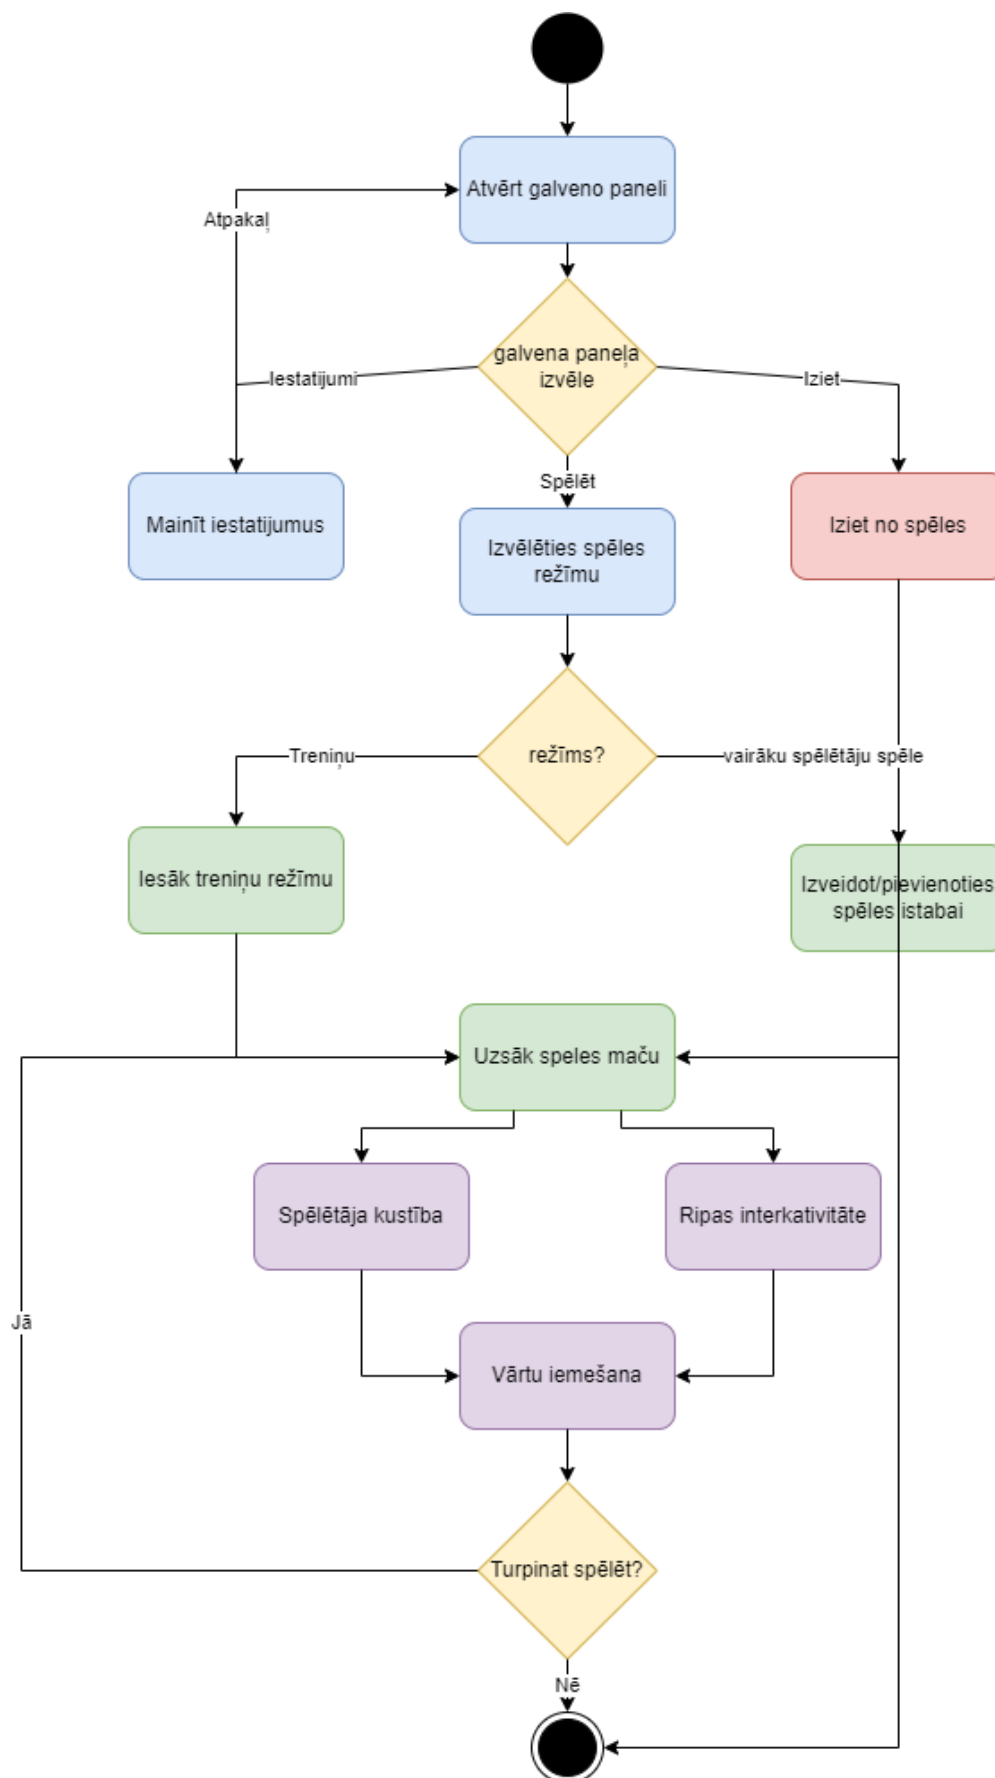 Atvērt galveno paneli
Atpakaļ
galvena paneļa
izvēle
Iestatijumi
Iziet
Spēlēt
Mainīt iestatijumus
Izvēlēties spēles
režīmu
Iziet no spēles
režīms?
Treniņu
vairāku spēlētāju spēle
Iesāk treniņu režīmu
Izveidot/pievienoties
spēles istabai
Uzsāk speles maču
Spēlētāja kustība
Ripas interkativitāte
Jā
Vārtu iemešana
Turpinat spēlēt?
Nē